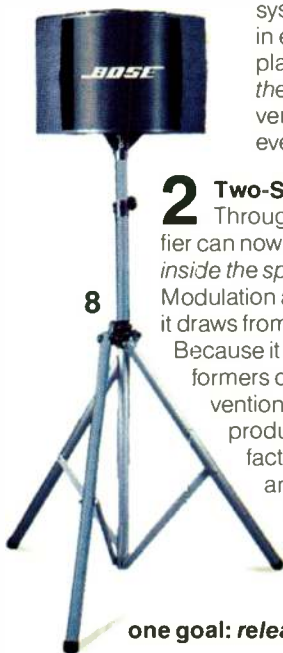 BOSE
sys
in e
pla
the
ver
eve
2 Two-S
Through
fier can now
inside the sp
Modulation a
it draws from
8
Because it
formers o
vention
produ
fact
an
one goal: relea